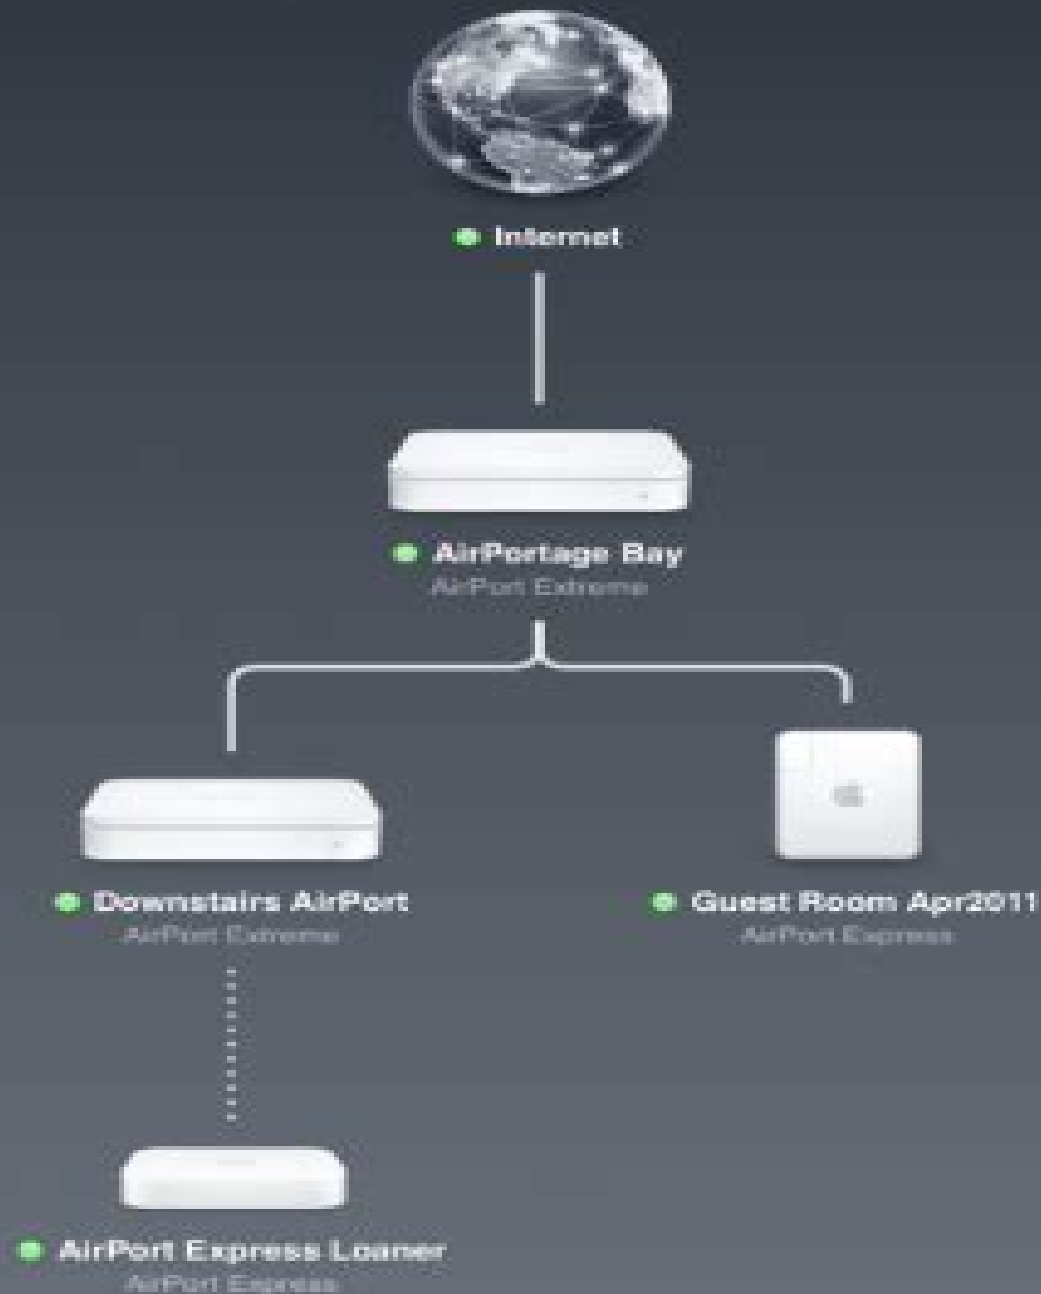 Internet
AirPortage Bay
AirPort Extreme
Downstairs AirPort
AirPort Extreme
Guest Room Apr2011
AirPort Express
AirPort Express Loaner
AirPort Express